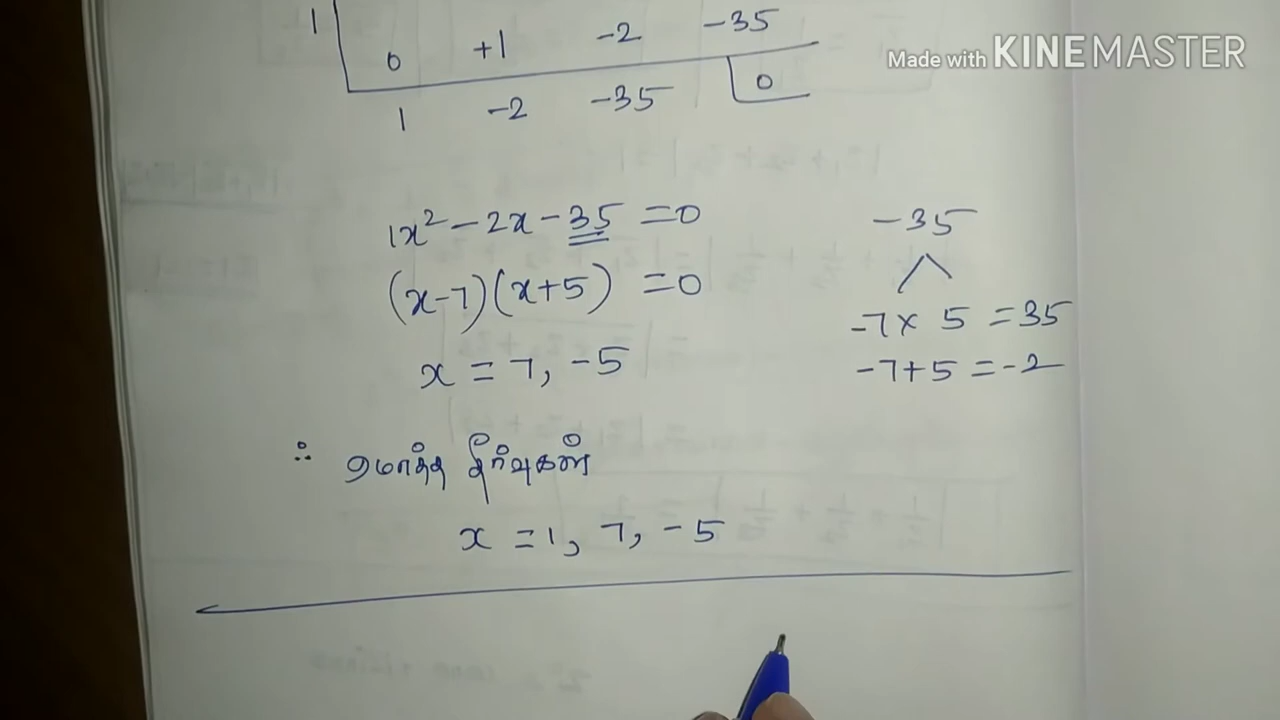 1 0 +1 -2 -35
Made with KINEMASTER
1 -2 -35 0
1x² - 2x - 35 = 0
-35
(x-7)(x+5) = 0
-7 × 5 = 35
x = 7, -5
-7+5 = -2
∴ மொத்த தீர்வுகள்
x = 1, 7, -5